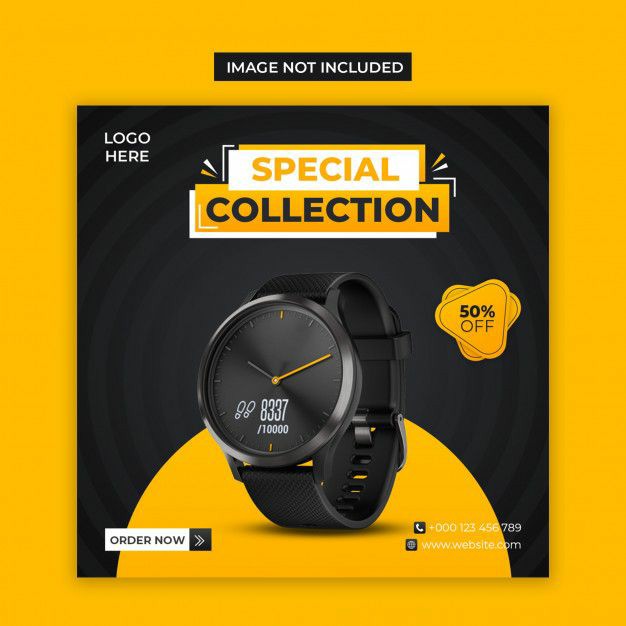 IMAGE NOT INCLUDED
LOGO
HERE
SPECIAL
COLLECTION
50%
OFF
8337
/10000
ORDER NOW
+000 123 456 789
www.website.com